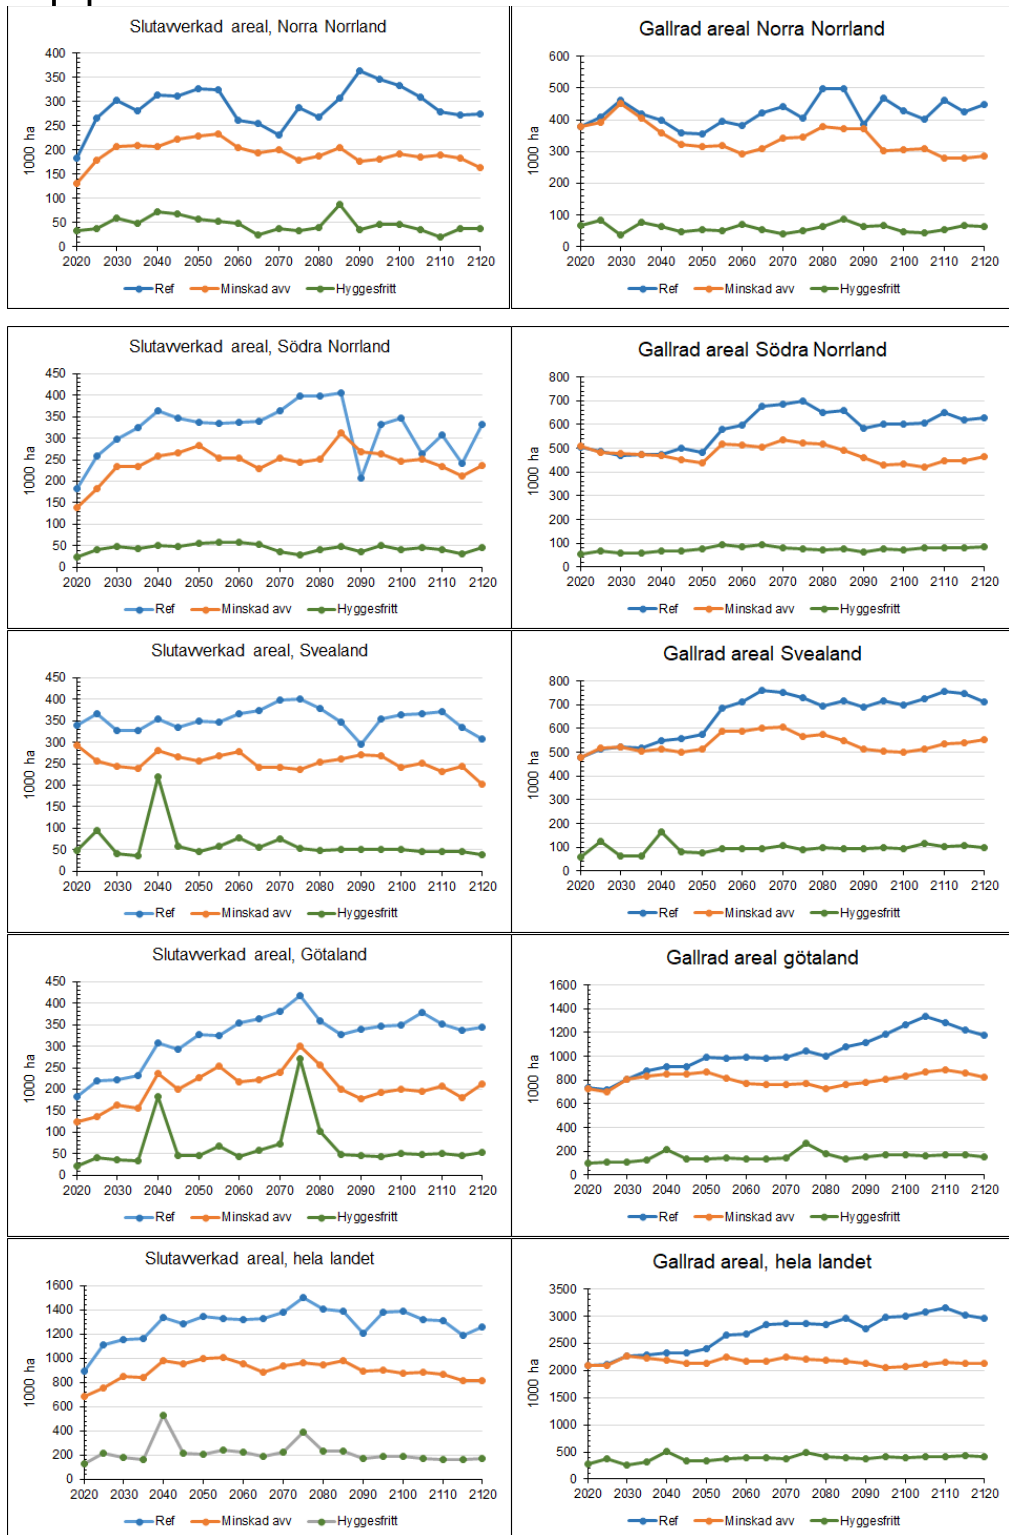 Slutavverkad areal, Norra Norrland
400
350
300
250
200
150
100
50
0
1000 ha
2020 2030 2040 2050 2060 2070 2080 2090 2100 2110 2120
Ref Minskad avv Hyggesfritt
Gallrad areal Norra Norrland
600
500
400
300
200
100
0
1000 ha
2020 2030 2040 2050 2060 2070 2080 2090 2100 2110 2120
Ref Minskad avv Hyggesfritt
Slutavverkad areal, Södra Norrland
450
400
350
300
250
200
150
100
50
0
1000 ha
2020 2030 2040 2050 2060 2070 2080 2090 2100 2110 2120
Ref Minskad avv Hyggesfritt
Gallrad areal Södra Norrland
800
700
600
500
400
300
200
100
0
1000 ha
2020 2030 2040 2050 2060 2070 2080 2090 2100 2110 2120
Ref Minskad avv Hyggesfritt
Slutavverkad areal, Svealand
450
400
350
300
250
200
150
100
50
0
1000 ha
2020 2030 2040 2050 2060 2070 2080 2090 2100 2110 2120
Ref Minskad avv Hyggesfritt
Gallrad areal Svealand
800
700
600
500
400
300
200
100
0
1000 ha
2020 2030 2040 2050 2060 2070 2080 2090 2100 2110 2120
Ref Minskad avv Hyggesfritt
Slutavverkad areal, Götaland
450
400
350
300
250
200
150
100
50
0
1000 ha
2020 2030 2040 2050 2060 2070 2080 2090 2100 2110 2120
Ref Minskad avv Hyggesfritt
Gallrad areal götaland
1600
1400
1200
1000
800
600
400
200
0
1000 ha
2020 2030 2040 2050 2060 2070 2080 2090 2100 2110 2120
Ref Minskad avv Hyggesfritt
Slutavverkad areal, hela landet
1600
1400
1200
1000
800
600
400
200
0
1000 ha
2020 2030 2040 2050 2060 2070 2080 2090 2100 2110 2120
Ref Minskad avv Hyggesfritt
Gallrad areal, hela landet
3500
3000
2500
2000
1500
1000
500
0
1000 ha
2020 2030 2040 2050 2060 2070 2080 2090 2100 2110 2120
Ref Minskad avv Hyggesfritt